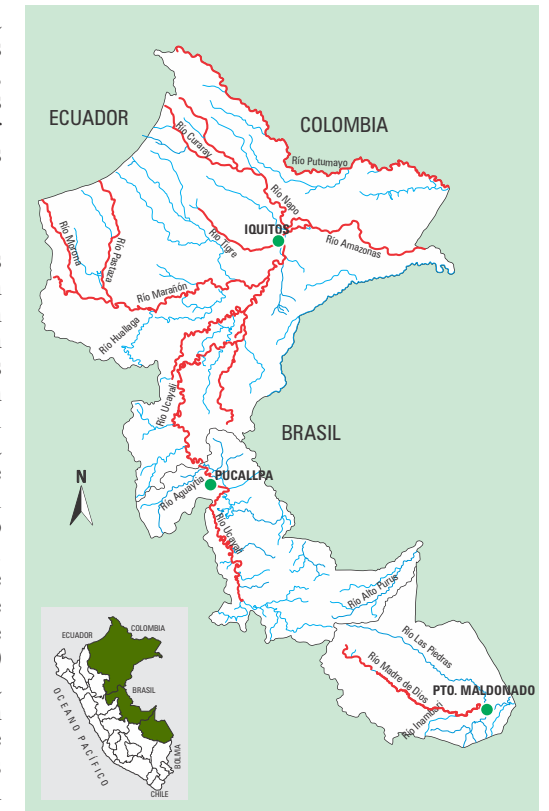 ECUADOR
COLOMBIA
Río Curaray
Río Putumayo
Río Napo
IQUITOS
Río Morona
Río Pastaza
Río Tigre
Río Amazonas
Río Marañón
Río Huallaga
Río Ucayali
BRASIL
N
PUCALLPA
Río Aguaytía
Río Ucayali
Río Alto Purus
Río Las Piedras
Río Madre de Dios
PTO. MALDONADO
Río Inambari
COLOMBIA
ECUADOR
BRASIL
OCEANO PACÍFICO
BOLIVIA
CHILE